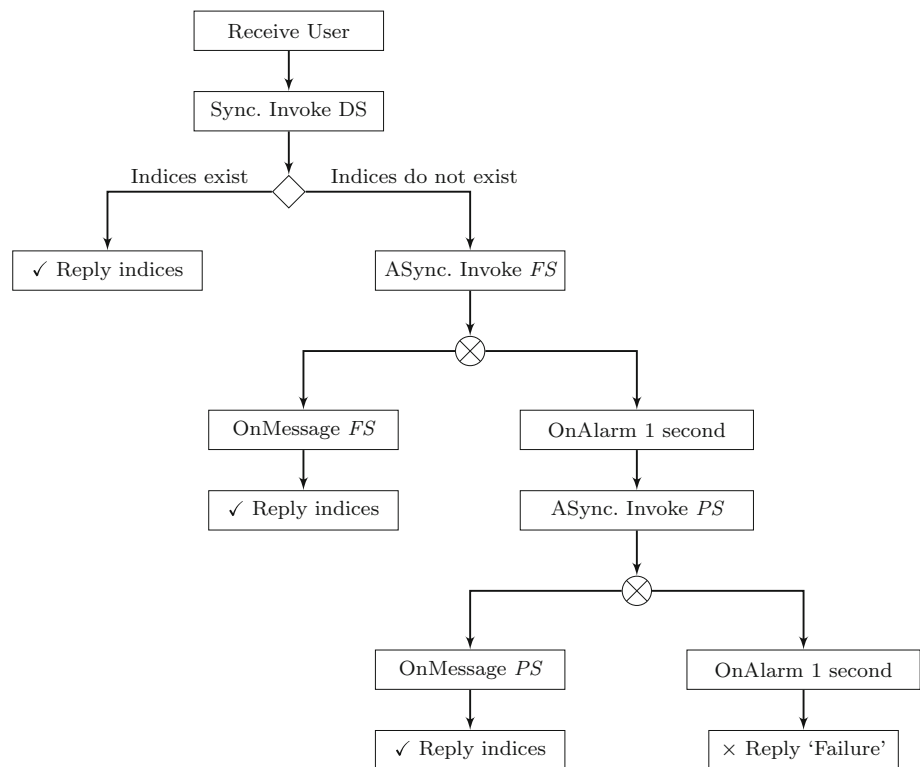 Receive User
Sync. Invoke DS
Indices exist
Indices do not exist
✓ Reply indices
ASync. Invoke FS
OnMessage FS
OnAlarm 1 second
✓ Reply indices
ASync. Invoke PS
OnMessage PS
OnAlarm 1 second
✓ Reply indices
× Reply ‘Failure’